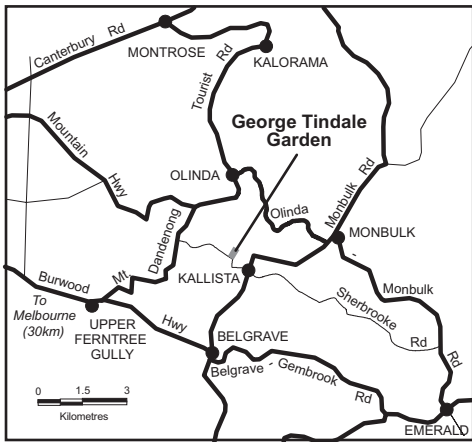 Canterbury Rd
MONTROSE
KALORAMA
Tourist Rd
Mountain Hwy
George Tindale
Garden
OLINDA
Olinda -
Monbulk Rd
MONBULK
Mt. Dandenong
KALLISTA
Monbulk Rd
Sherbrooke Rd
Burwood Hwy
To
Melbourne
(30km)
UPPER
FERNTREE
GULLY
BELGRAVE
Belgrave - Gembrook Rd
EMERALD
0 1.5 3
Kilometres